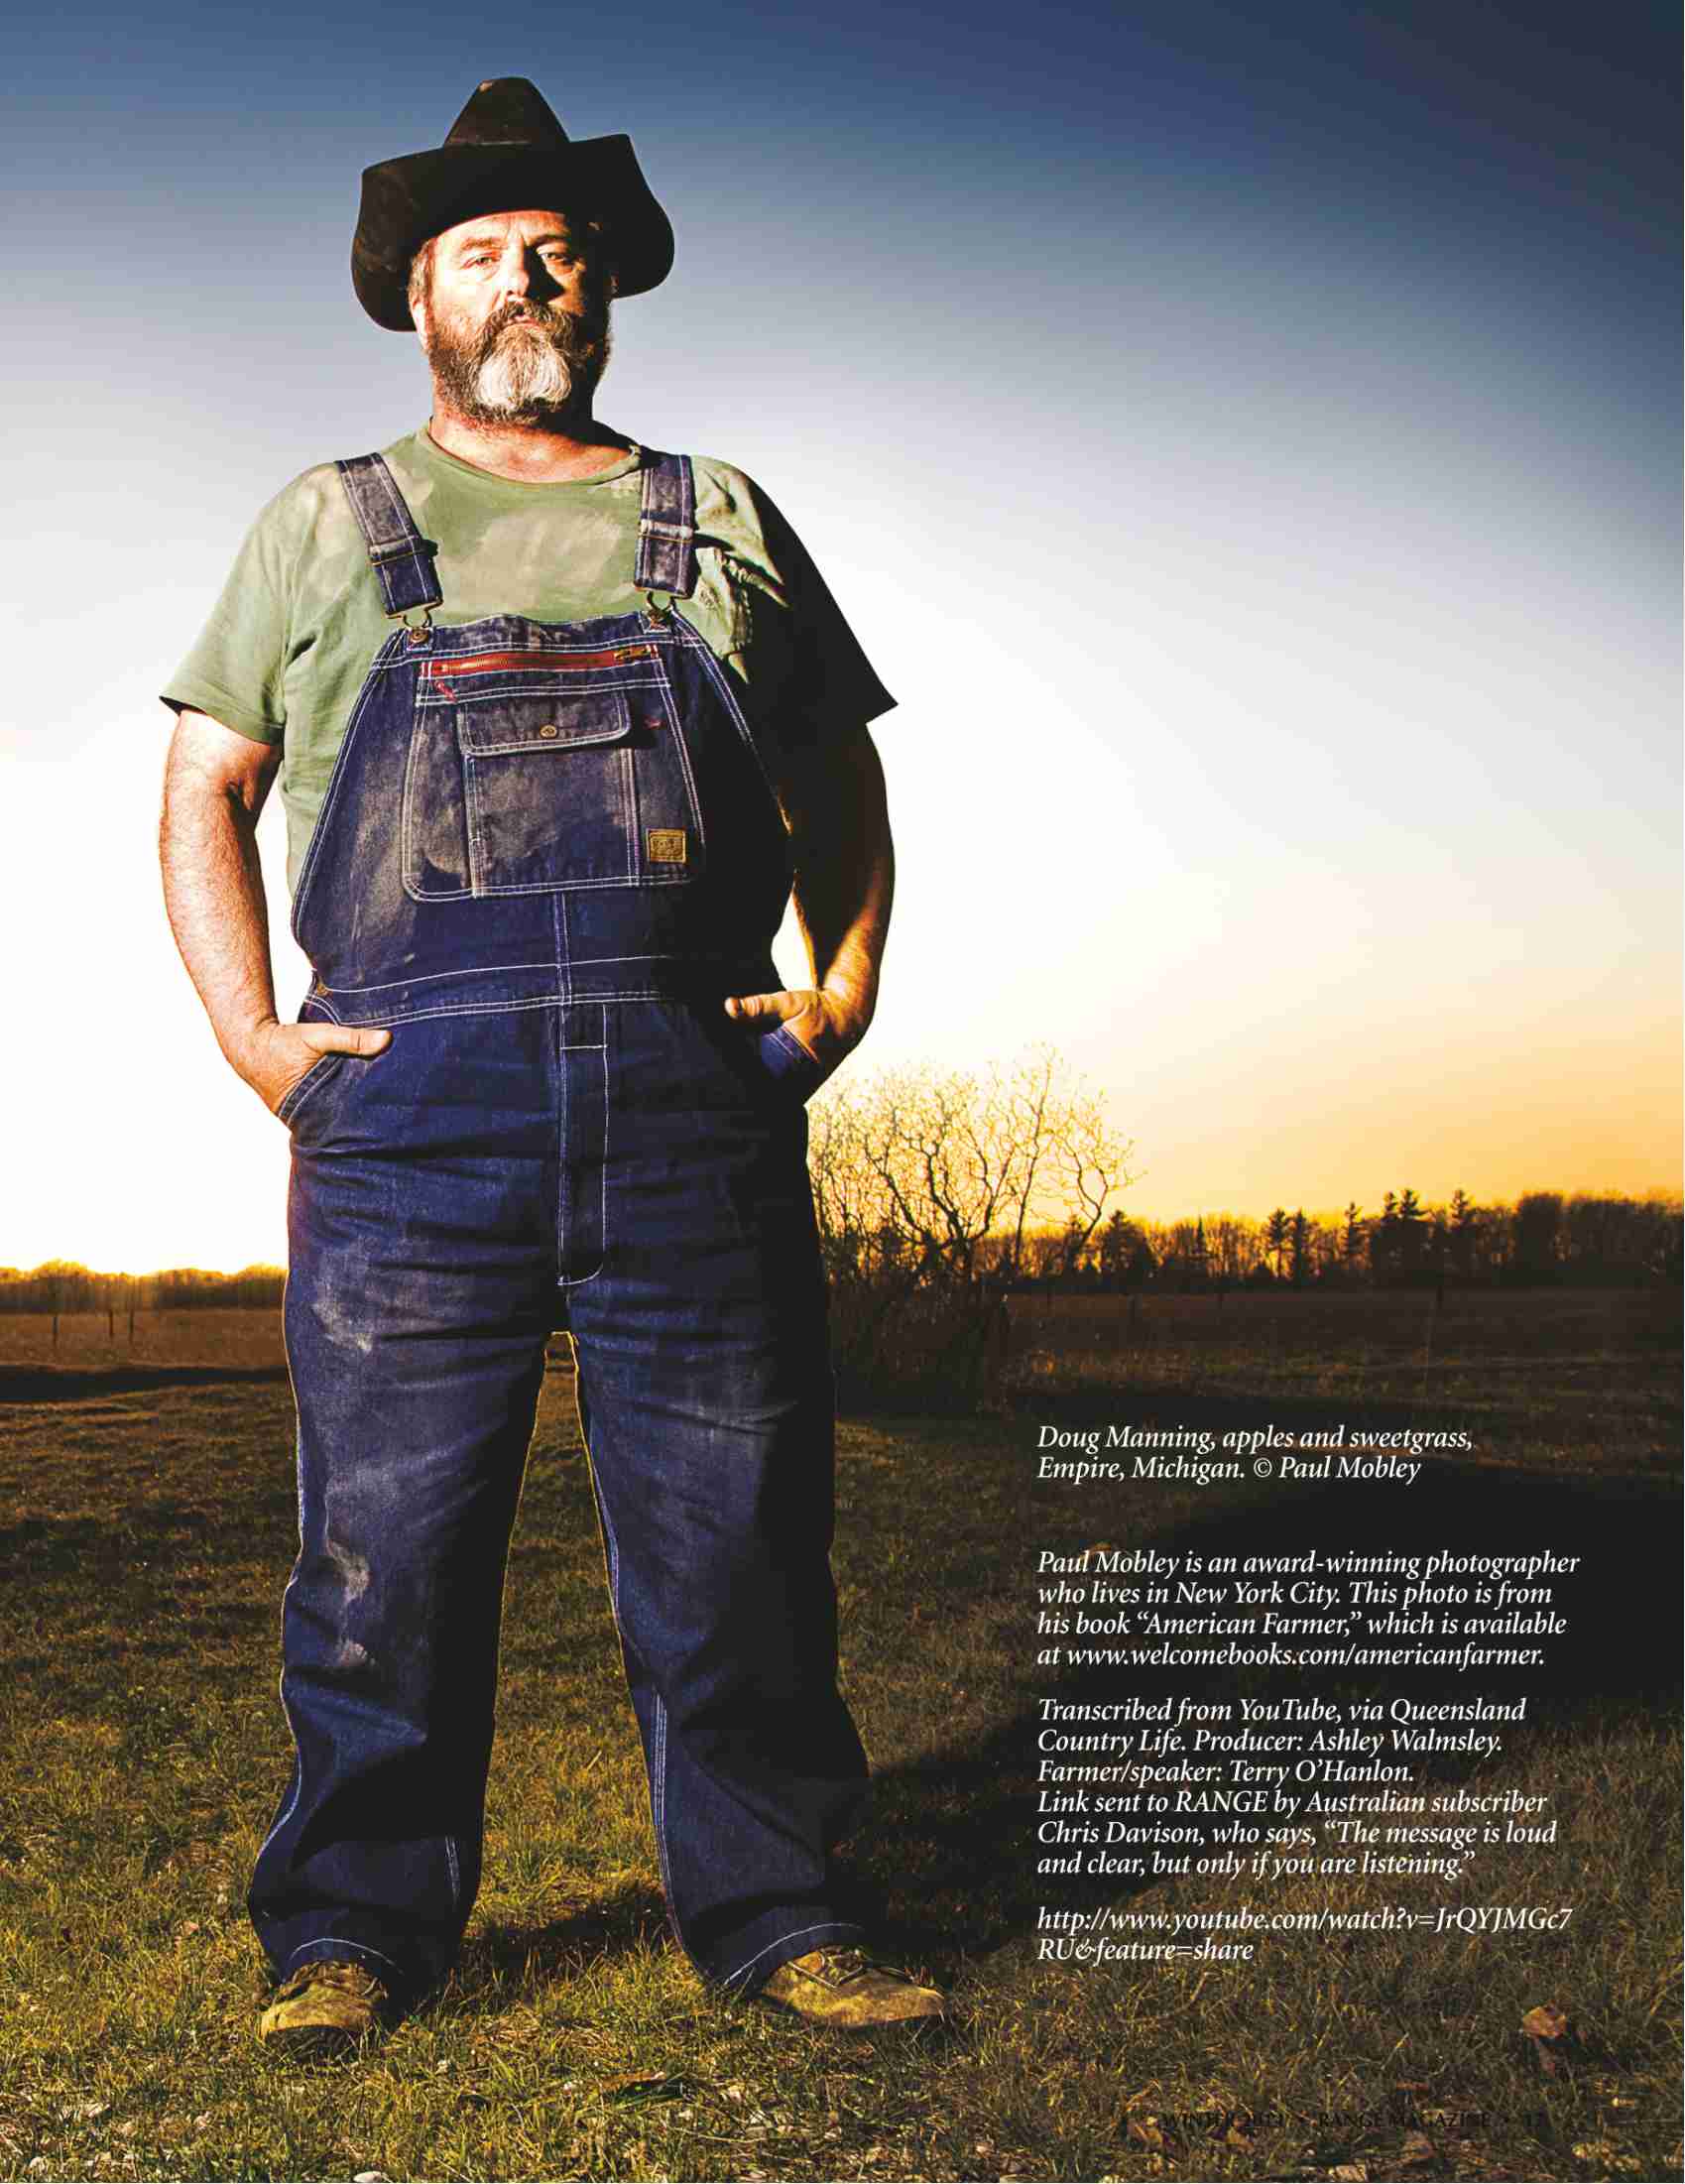 Doug Manning, apples and sweetgrass,
Empire, Michigan. © Paul Mobley
Paul Mobley is an award-winning photographer
who lives in New York City. This photo is from
his book “American Farmer,” which is available
at www.welcomebooks.com/americanfarmer.
Transcribed from YouTube, via Queensland
Country Life. Producer: Ashley Walmsley.
Farmer/speaker: Terry O’Hanlon.
Link sent to RANGE by Australian subscriber
Chris Davison, who says, “The message is loud
and clear, but only if you are listening.”
http://www.youtube.com/watch?v=JrQYJMGc7
RU&feature=share
WINTER • RANGE MAGAZINE • 17